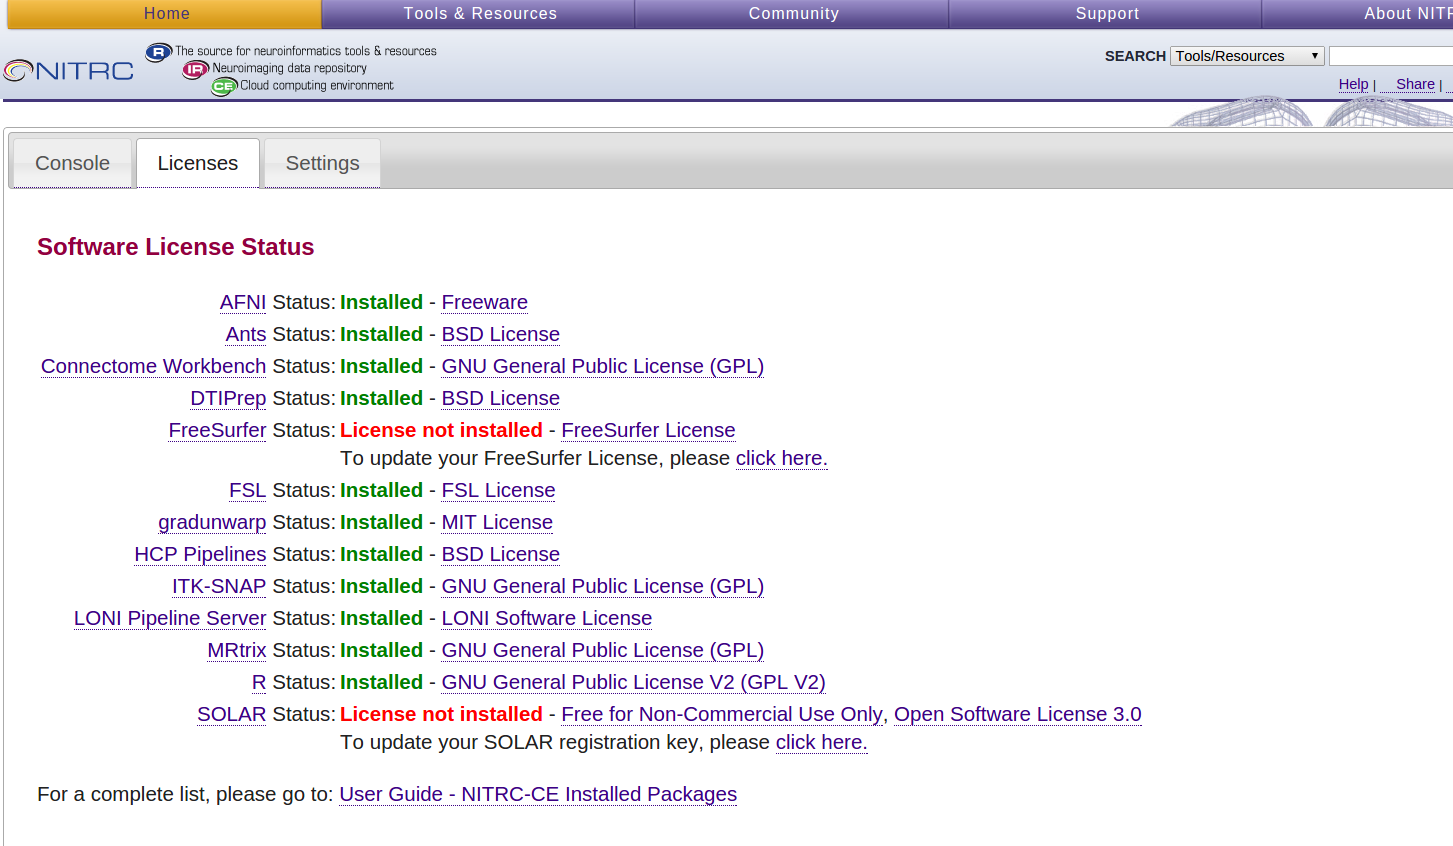 Home Tools & Resources Community Support About NITR
NITRC
R The source for neuroinformatics tools & resources
IR Neuroimaging data repository
CE Cloud computing environment
SEARCH Tools/Resources
Help | Share |
Console Licenses Settings
Software License Status
AFNI Status: Installed - Freeware
Ants Status: Installed - BSD License
Connectome Workbench Status: Installed - GNU General Public License (GPL)
DTIPrep Status: Installed - BSD License
FreeSurfer Status: License not installed - FreeSurfer License
To update your FreeSurfer License, please click here.
FSL Status: Installed - FSL License
gradunwarp Status: Installed - MIT License
HCP Pipelines Status: Installed - BSD License
ITK-SNAP Status: Installed - GNU General Public License (GPL)
LONI Pipeline Server Status: Installed - LONI Software License
MRtrix Status: Installed - GNU General Public License (GPL)
R Status: Installed - GNU General Public License V2 (GPL V2)
SOLAR Status: License not installed - Free for Non-Commercial Use Only, Open Software License 3.0
To update your SOLAR registration key, please click here.
For a complete list, please go to: User Guide - NITRC-CE Installed Packages